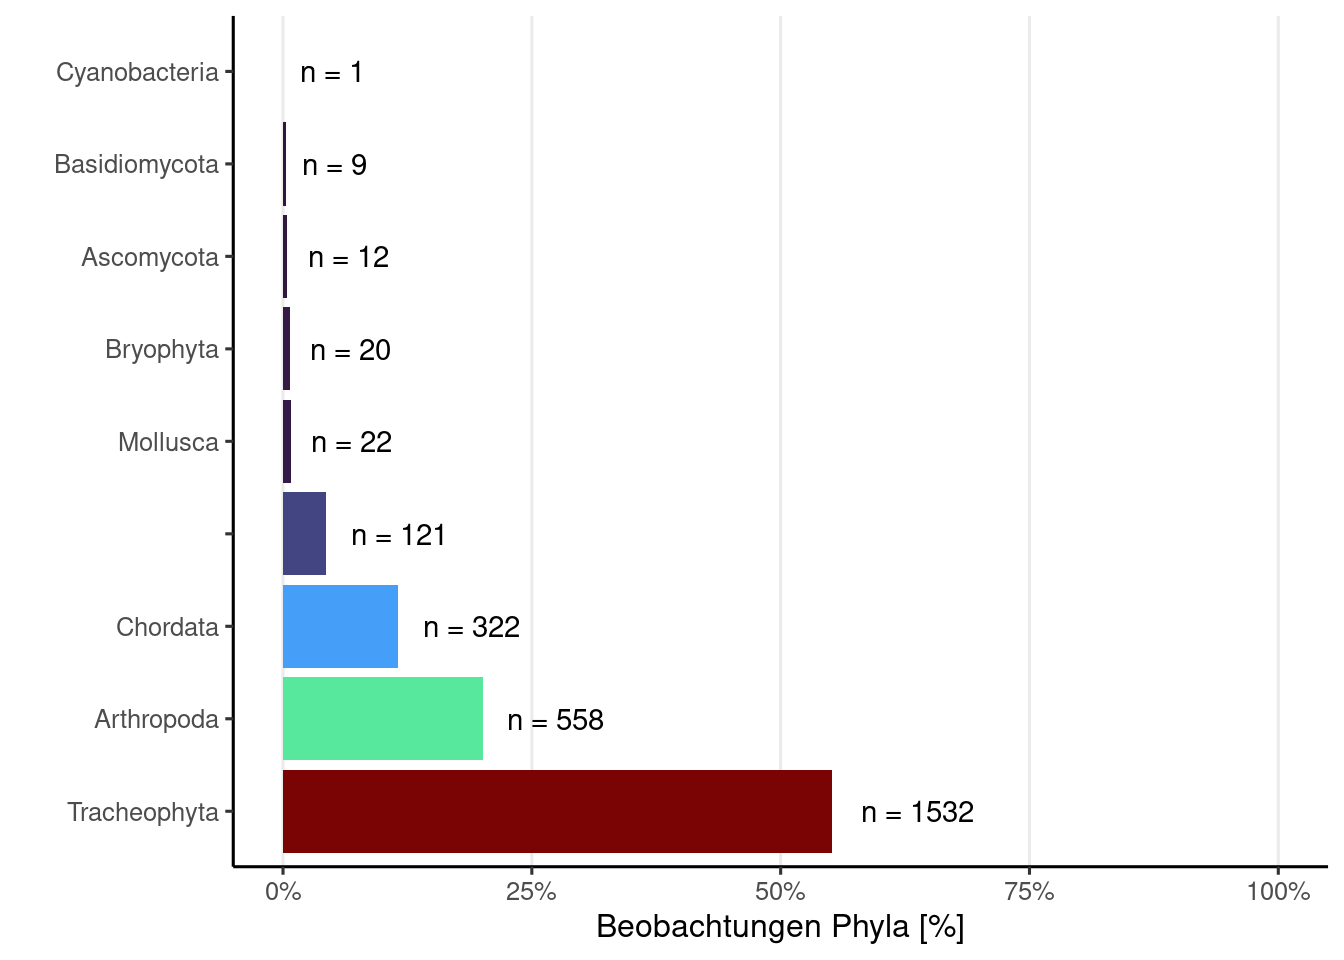 Cyanobacteria n = 1
Basidiomycota n = 9
Ascomycota n = 12
Bryophyta n = 20
Mollusca n = 22
n = 121
Chordata n = 322
Arthropoda n = 558
Tracheophyta n = 1532
0% 25% 50% 75% 100%
Beobachtungen Phyla [%]